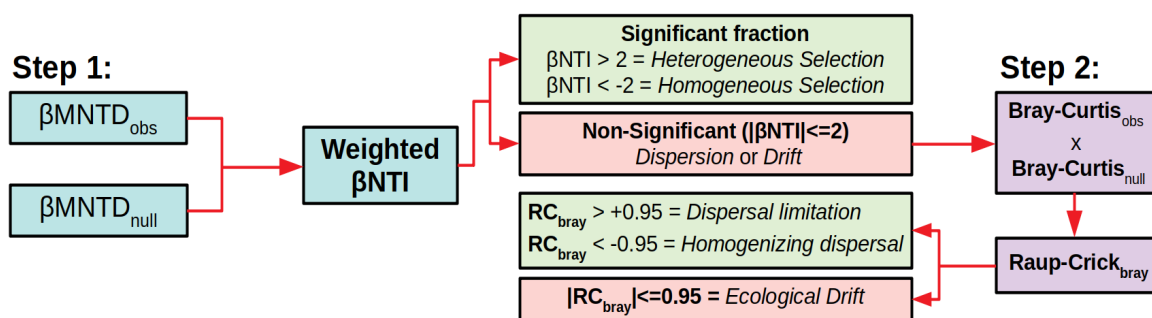 Step 1:
βMNTDobs
βMNTDnull
Weighted
βNTI
Significant fraction
βNTI > 2 = Heterogeneous Selection
βNTI < -2 = Homogeneous Selection
Non-Significant (|βNTI|<=2)
Dispersion or Drift
Step 2:
Bray-Curtisobs
x
Bray-Curtisnull
Raup-Crickbray
RCbray > +0.95 = Dispersal limitation
RCbray < -0.95 = Homogenizing dispersal
|RCbray|<=0.95 = Ecological Drift